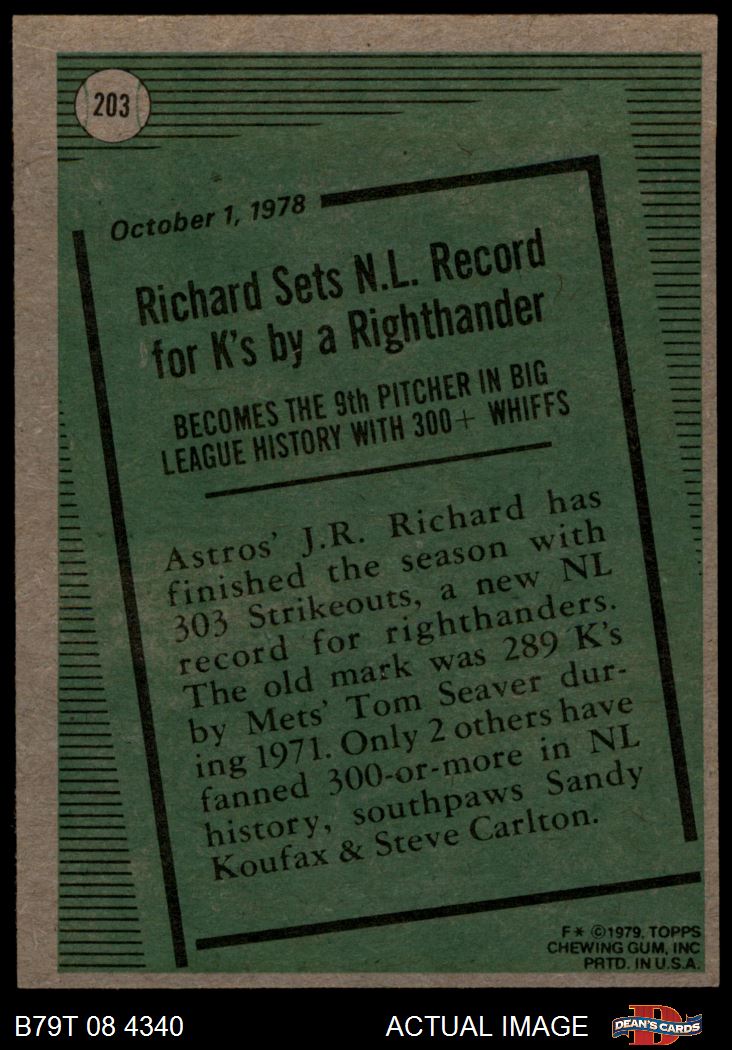 203
October 1, 1978
Richard Sets N.L. Record
for K's by a Righthander
BECOMES THE 9th PITCHER IN BIG
LEAGUE HISTORY WITH 300+ WHIFFS
Astros' J.R. Richard has
finished the season with
303 Strikeouts, a new NL
record for righthanders.
The old mark was 289 K's
by Mets' Tom Seaver dur-
ing 1971. Only 2 others have
fanned 300-or-more in NL
history, southpaws Sandy
Koufax & Steve Carlton.
F* ©1979, TOPPS
CHEWING GUM, INC
PRTD. IN U.S.A.
B79T 08 4340
ACTUAL IMAGE
D
DEAN'S CARDS